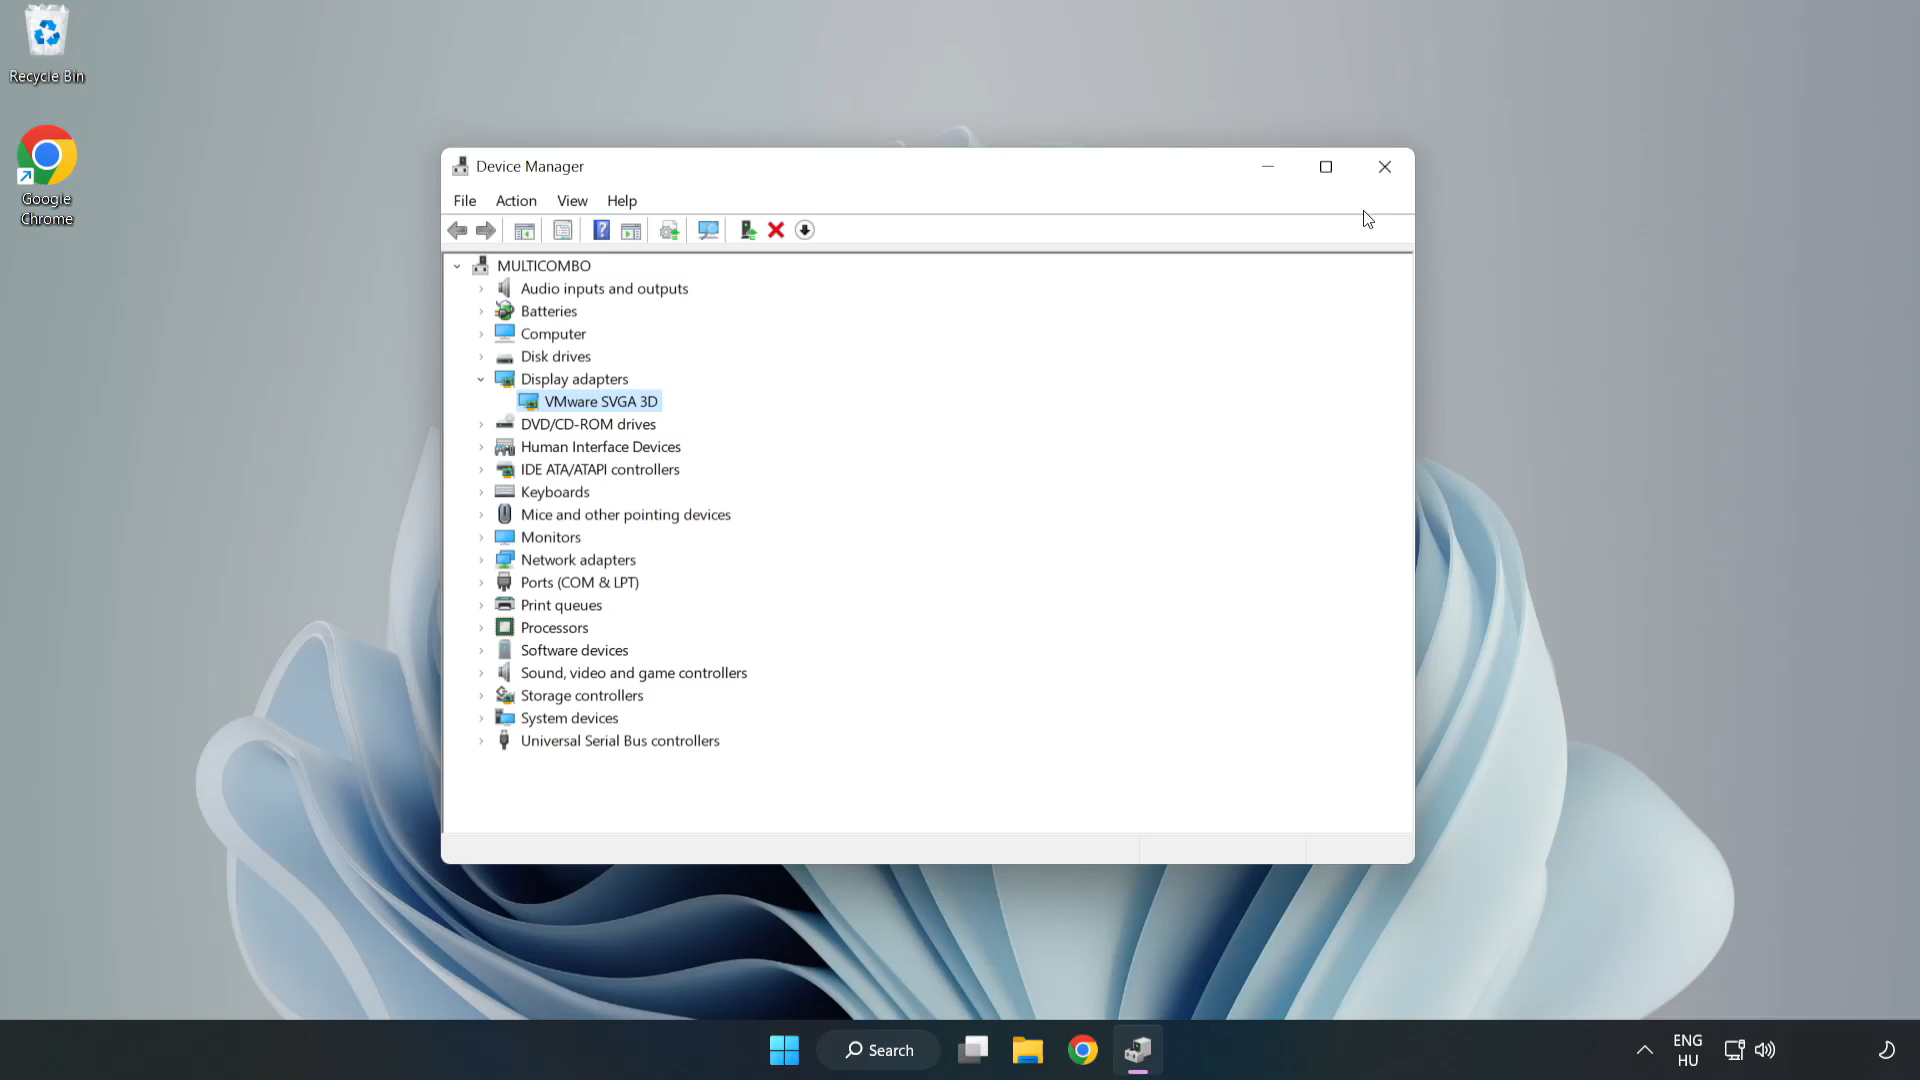 Recycle Bin
Google
Chrome
Device Manager
File Action View Help
MULTICOMBO
Audio inputs and outputs
Batteries
Computer
Disk drives
Display adapters
VMware SVGA 3D
DVD/CD-ROM drives
Human Interface Devices
IDE ATA/ATAPI controllers
Keyboards
Mice and other pointing devices
Monitors
Network adapters
Ports (COM & LPT)
Print queues
Processors
Software devices
Sound, video and game controllers
Storage controllers
System devices
Universal Serial Bus controllers
Search
ENG
HU